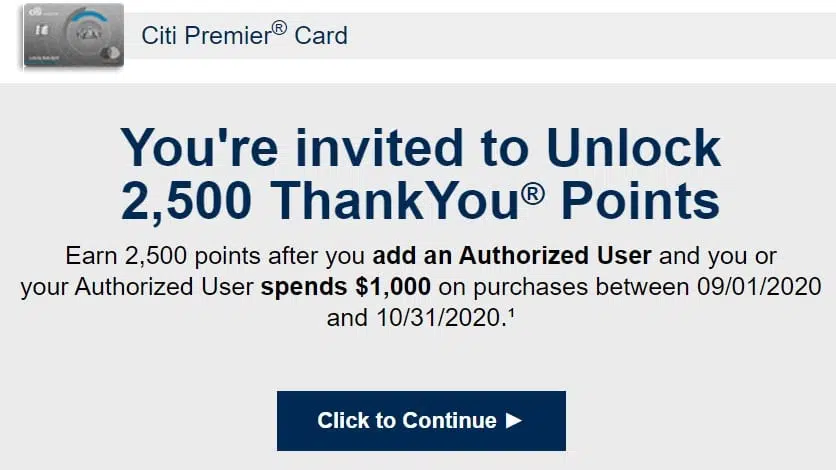 citi
Citi Premier® Card
You're invited to Unlock
2,500 ThankYou® Points
Earn 2,500 points after you add an Authorized User and you or
your Authorized User spends $1,000 on purchases between 09/01/2020
and 10/31/2020.¹
Click to Continue ►